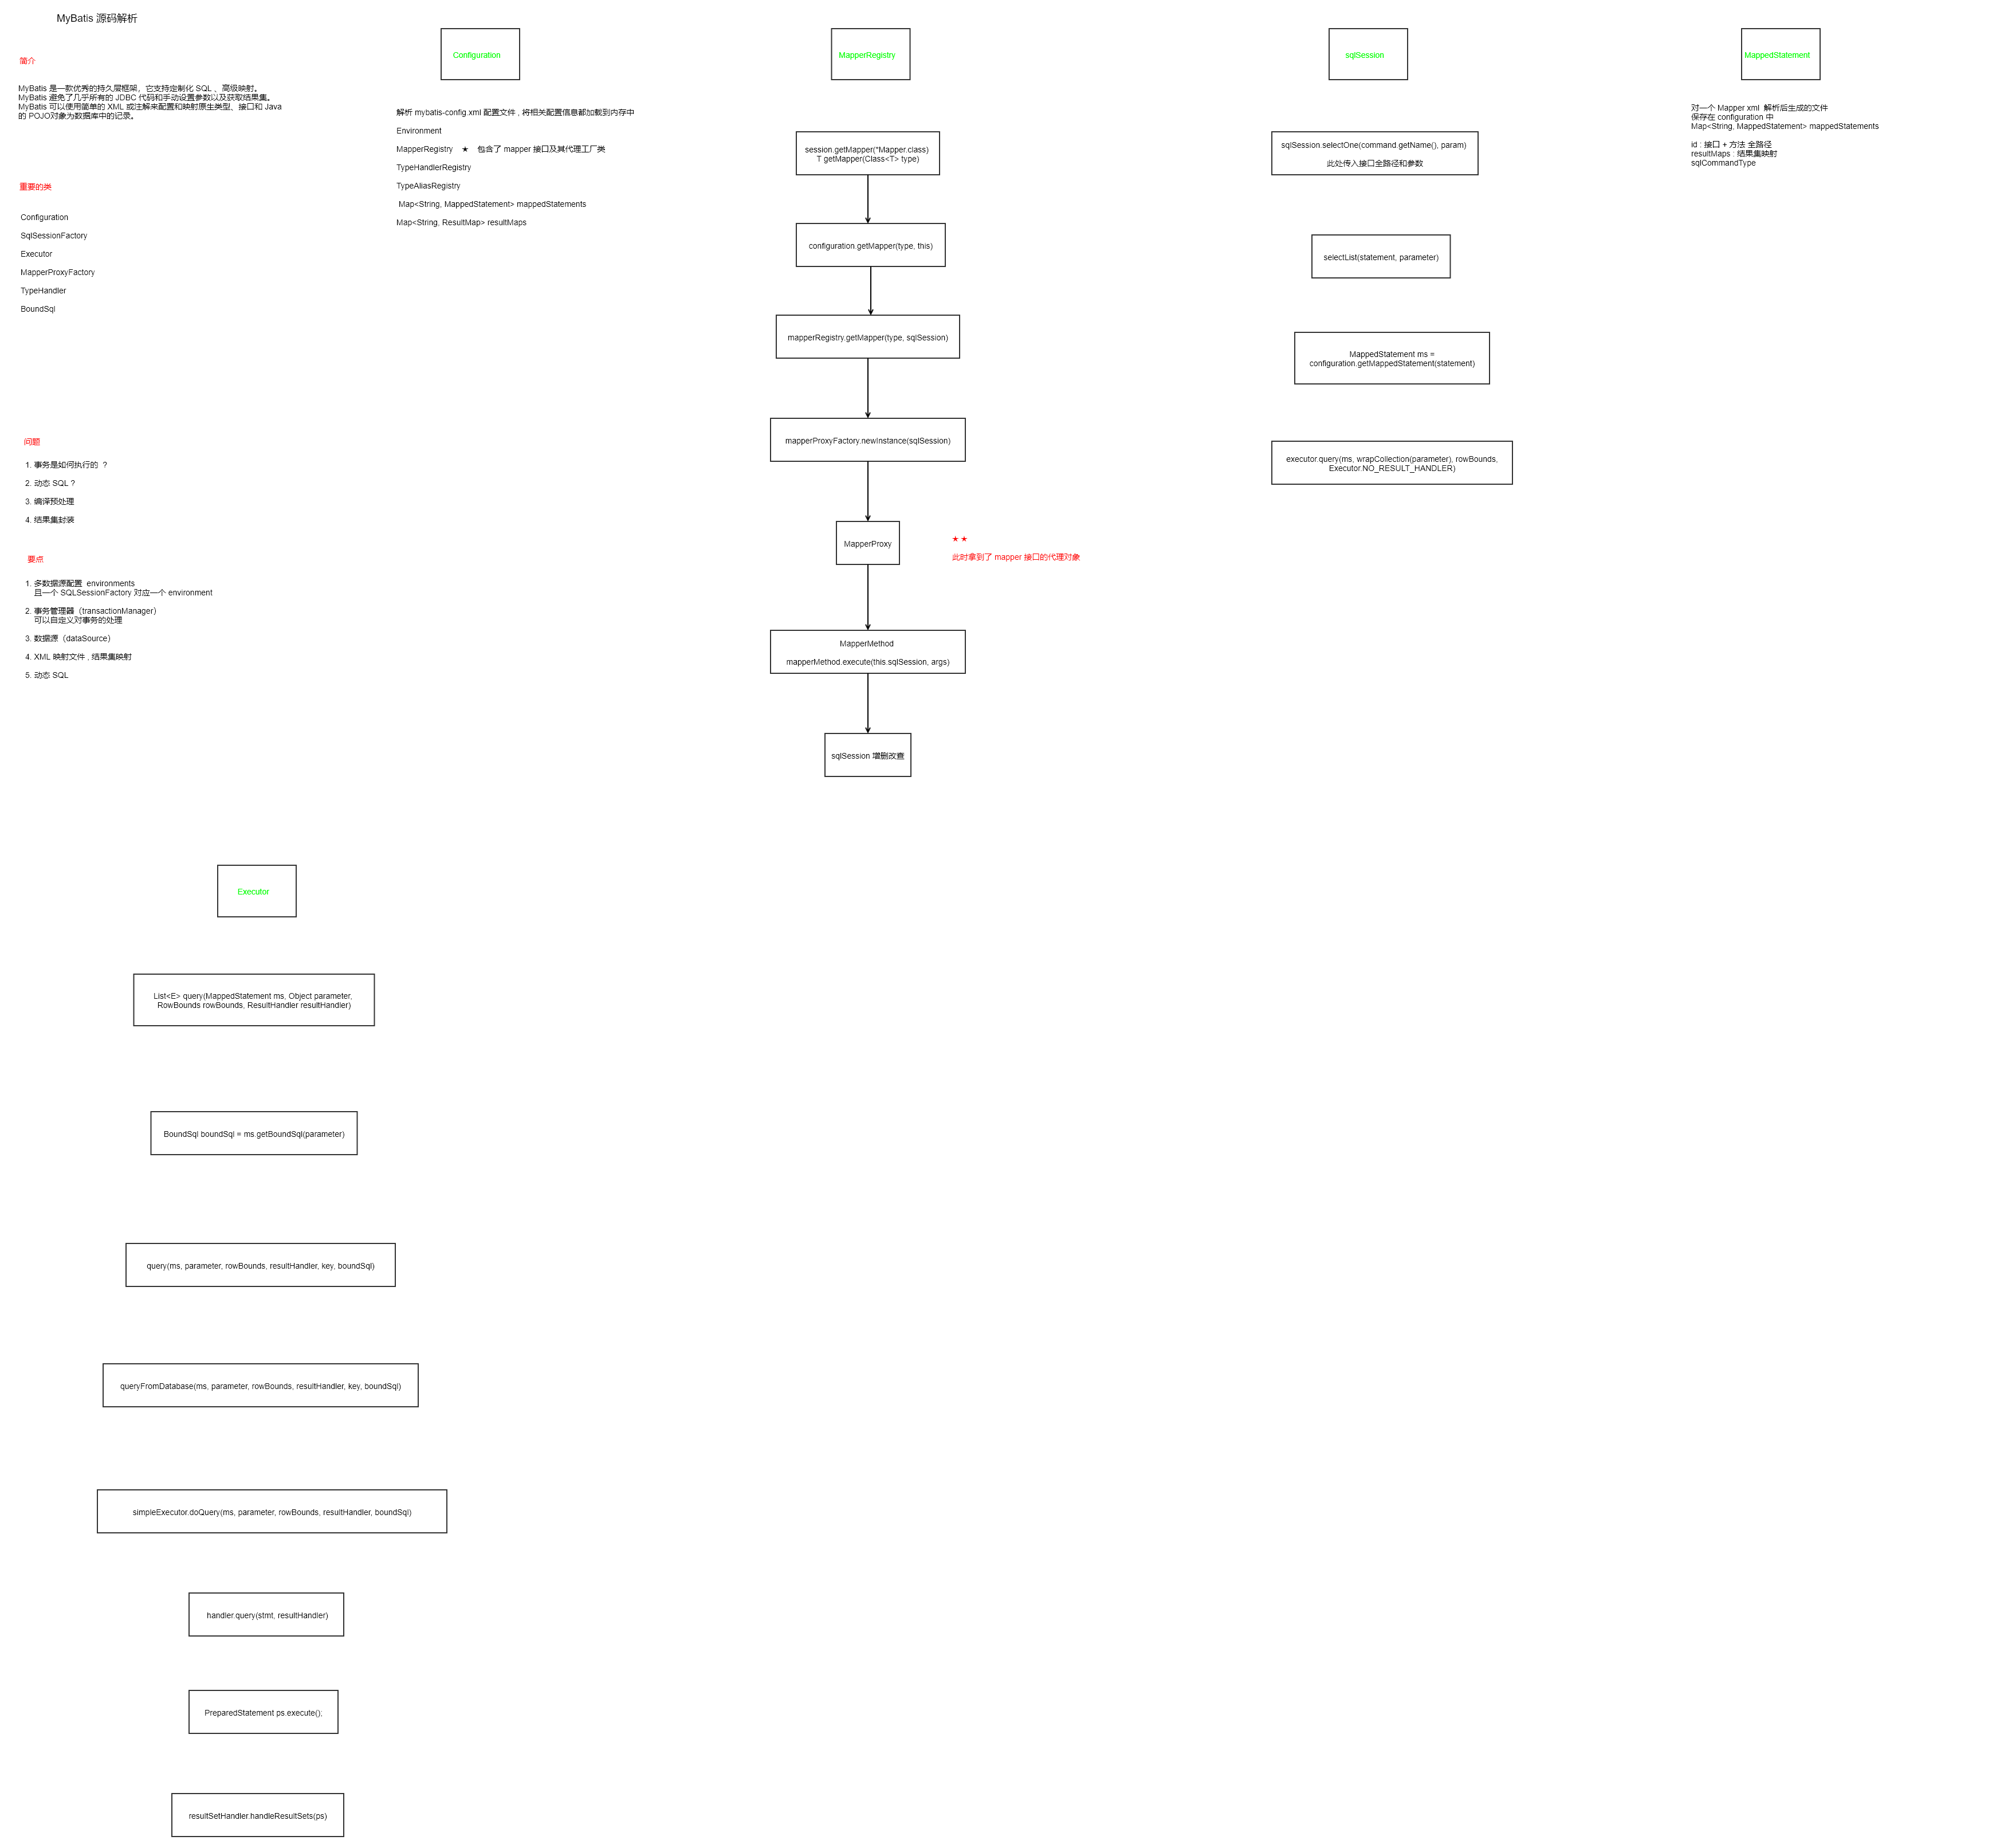 MyBatis 源码解析
简介
MyBatis 是一款优秀的持久层框架，它支持定制化 SQL 、高级映射。
MyBatis 避免了几乎所有的 JDBC 代码和手动设置参数以及获取结果集。
MyBatis 可以使用简单的 XML 或注解来配置和映射原生类型、接口和 Java
的 POJO对象为数据库中的记录。
重要的类
Configuration
SqlSessionFactory
Executor
MapperProxyFactory
TypeHandler
BoundSql
问题
1. 事务是如何执行的 ？
2. 动态 SQL ?
3. 编译预处理
4. 结果集封装
要点
1. 多数据源配置 environments
且一个 SQLSessionFactory 对应一个 environment
2. 事务管理器（transactionManager）
可以自定义对事务的处理
3. 数据源（dataSource）
4. XML 映射文件 ; 结果集映射
5. 动态 SQL
Configuration
解析 mybatis-config.xml 配置文件 , 将相关配置信息都加载到内存中
Environment
MapperRegistry ★ 包含了 mapper 接口及其代理工厂类
TypeHandlerRegistry
TypeAliasRegistry
Map<String, MappedStatement> mappedStatements
Map<String, ResultMap> resultMaps
MapperRegistry
session.getMapper(*Mapper.class)
T getMapper(Class<T> type)
configuration.getMapper(type, this)
mapperRegistry.getMapper(type, sqlSession)
mapperProxyFactory.newInstance(sqlSession)
MapperProxy
★ ★
此时拿到了 mapper 接口的代理对象
MapperMethod
mapperMethod.execute(this.sqlSession, args)
sqlSession 增删改查
sqlSession
sqlSession.selectOne(command.getName(), param)
此处传入接口全路径和参数
selectList(statement, parameter)
MappedStatement ms =
configuration.getMappedStatement(statement)
executor.query(ms, wrapCollection(parameter), rowBounds,
Executor.NO_RESULT_HANDLER)
MappedStatement
对一个 Mapper xml 解析后生成的文件
保存在 configuration 中
Map<String, MappedStatement> mappedStatements
id : 接口 + 方法 全路径
resultMaps : 结果集映射
sqlCommandType
Executor
List<E> query(MappedStatement ms, Object parameter,
RowBounds rowBounds, ResultHandler resultHandler)
BoundSql boundSql = ms.getBoundSql(parameter)
query(ms, parameter, rowBounds, resultHandler, key, boundSql)
queryFromDatabase(ms, parameter, rowBounds, resultHandler, key, boundSql)
simpleExecutor.doQuery(ms, parameter, rowBounds, resultHandler, boundSql)
handler.query(stmt, resultHandler)
PreparedStatement ps.execute();
resultSetHandler.handleResultSets(ps)